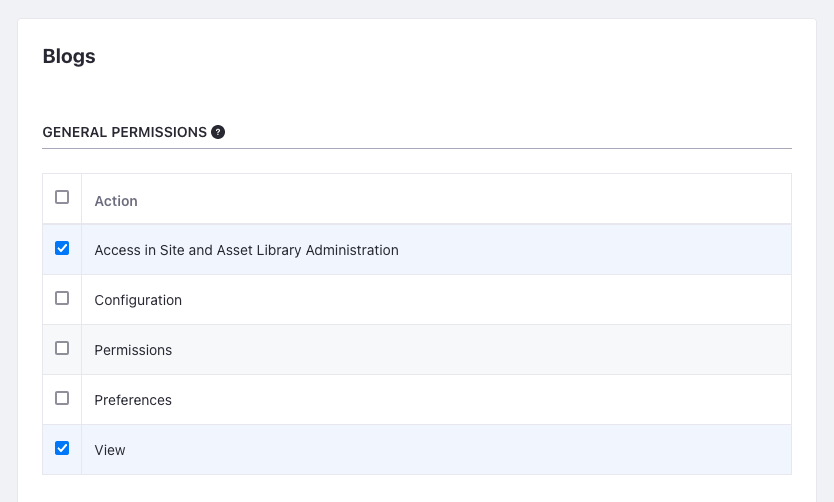 Blogs
GENERAL PERMISSIONS ?
Action
Access in Site and Asset Library Administration
Configuration
Permissions
Preferences
View